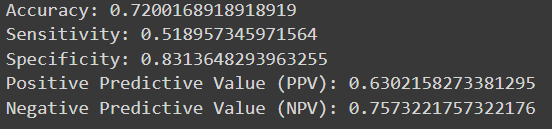 Accuracy: 0.7200168918918919
Sensitivity: 0.518957345971564
Specificity: 0.8313648293963255
Positive Predictive Value (PPV): 0.6302158273381295
Negative Predictive Value (NPV): 0.7573221757322176